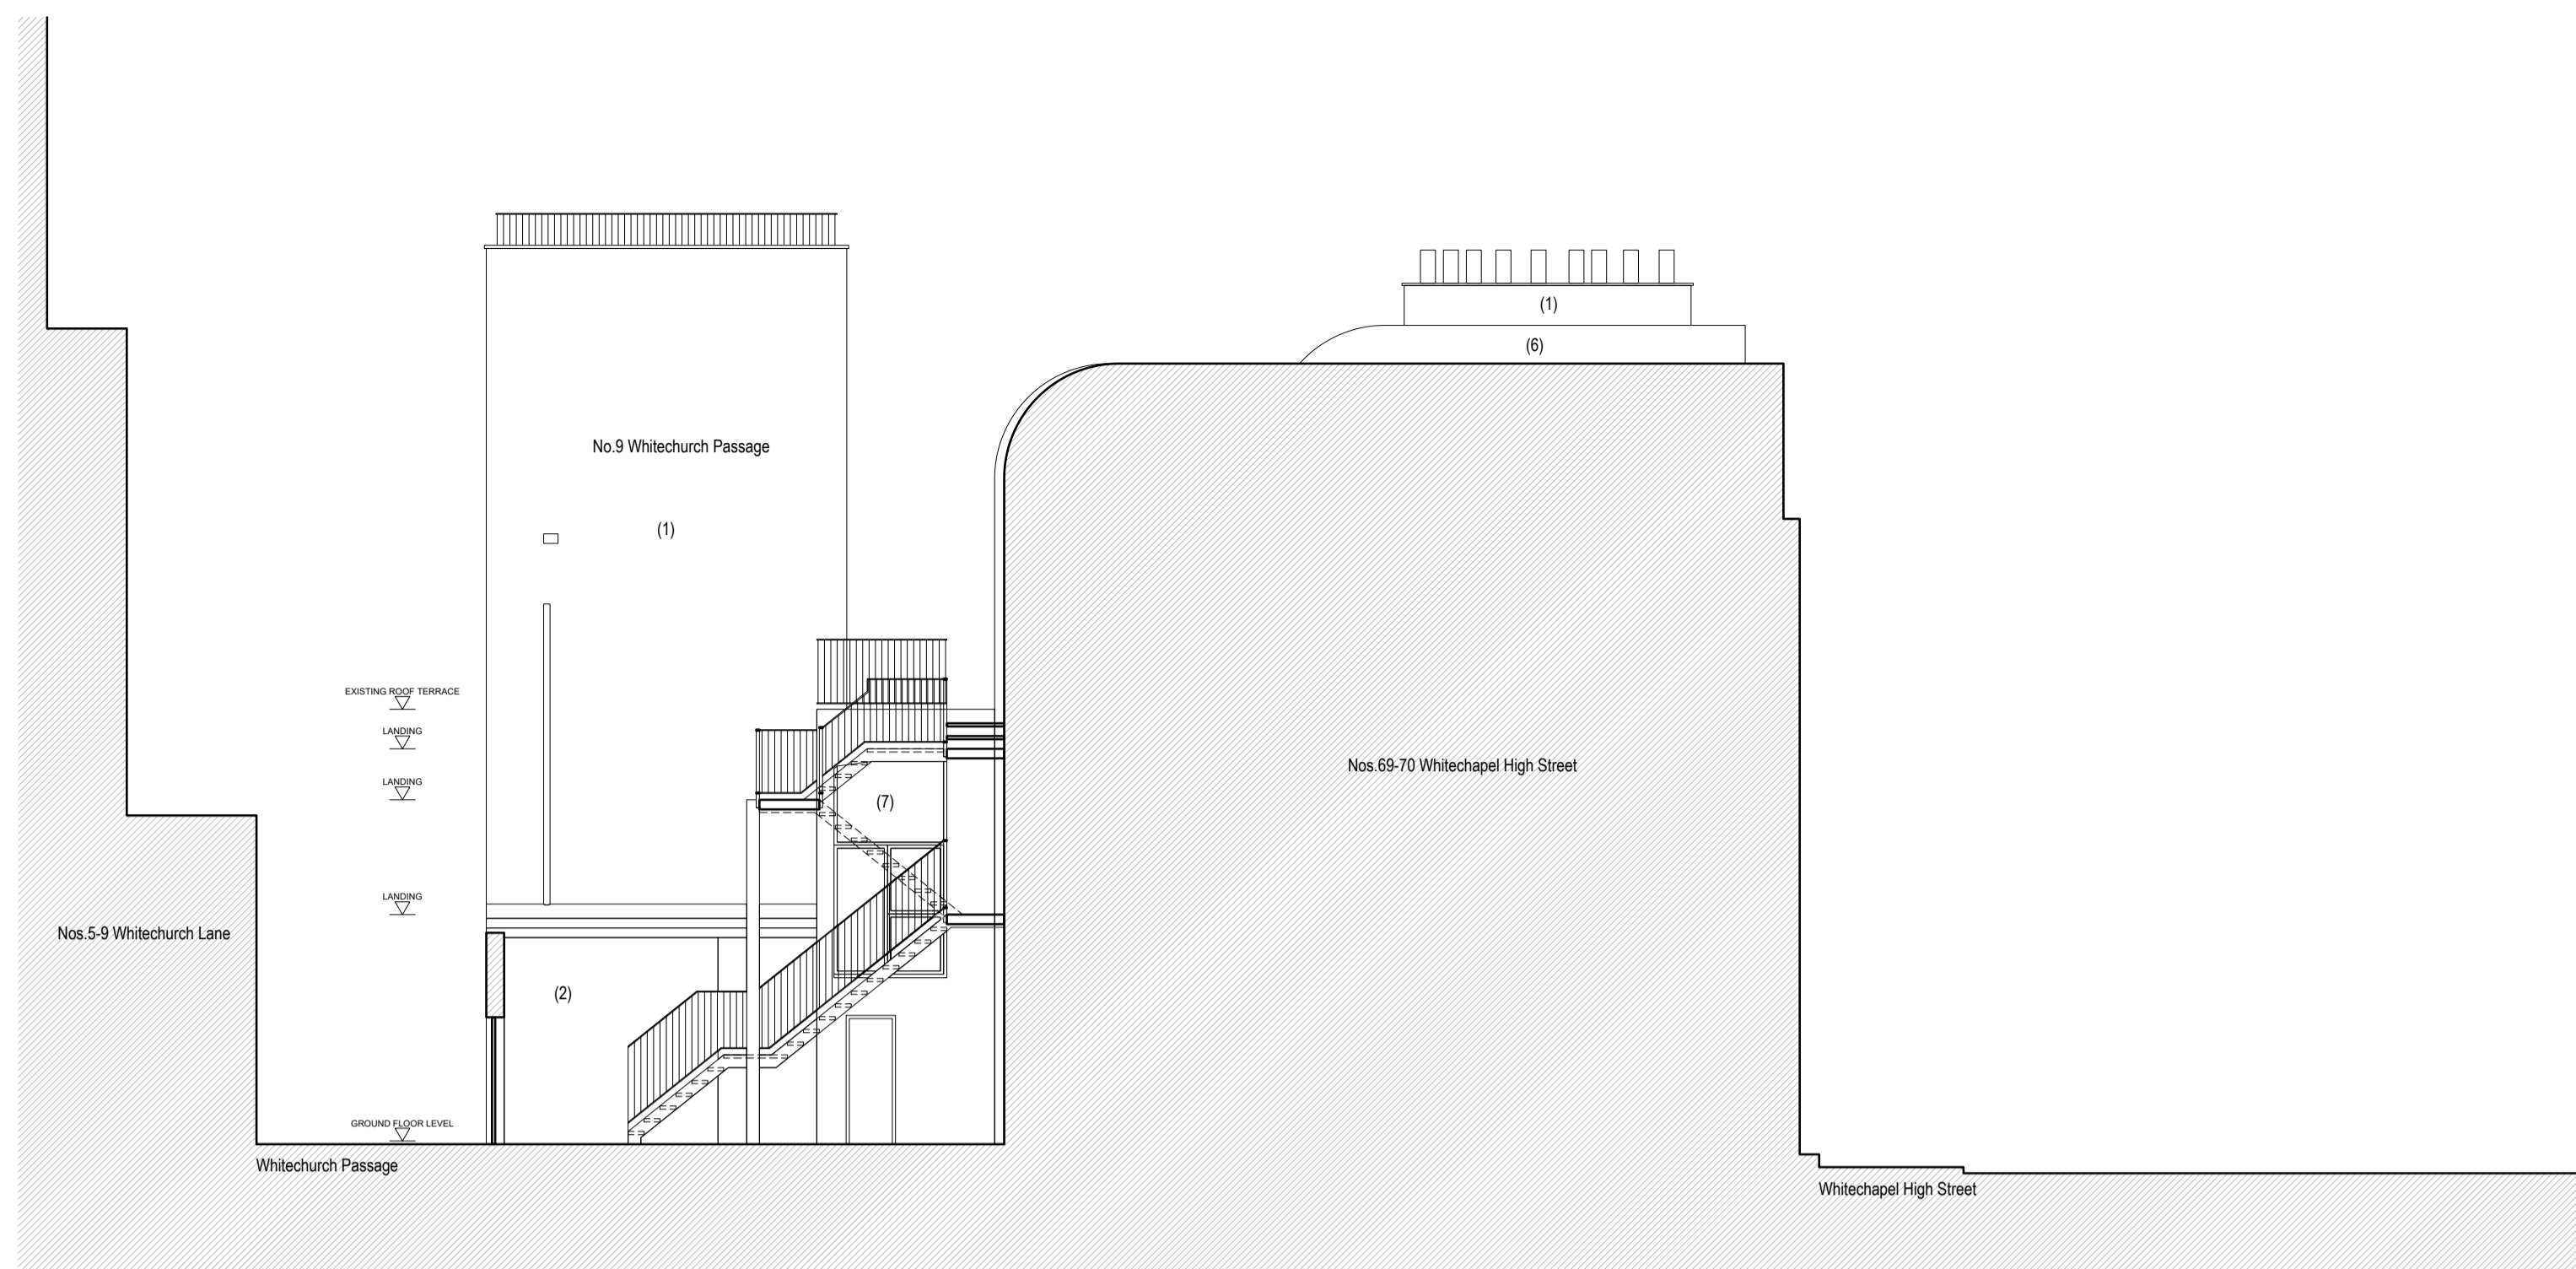 (1)
(6)
No.9 Whitechurch Passage
(1)
EXISTING ROOF TERRACE
LANDING
Nos.69-70 Whitechapel High Street
LANDING
(7)
LANDING
Nos.5-9 Whitechurch Lane
(2)
GROUND FLOOR LEVEL
Whitechurch Passage
Whitechapel High Street